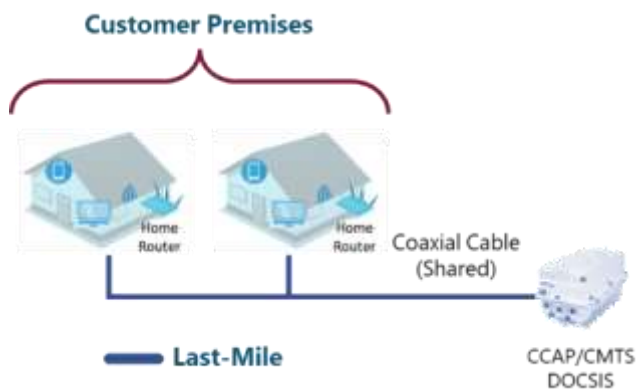 Customer Premises
Home
Router
Home
Router
Coaxial Cable
(Shared)
Last-Mile
CCAP/CMTS
DOCSIS